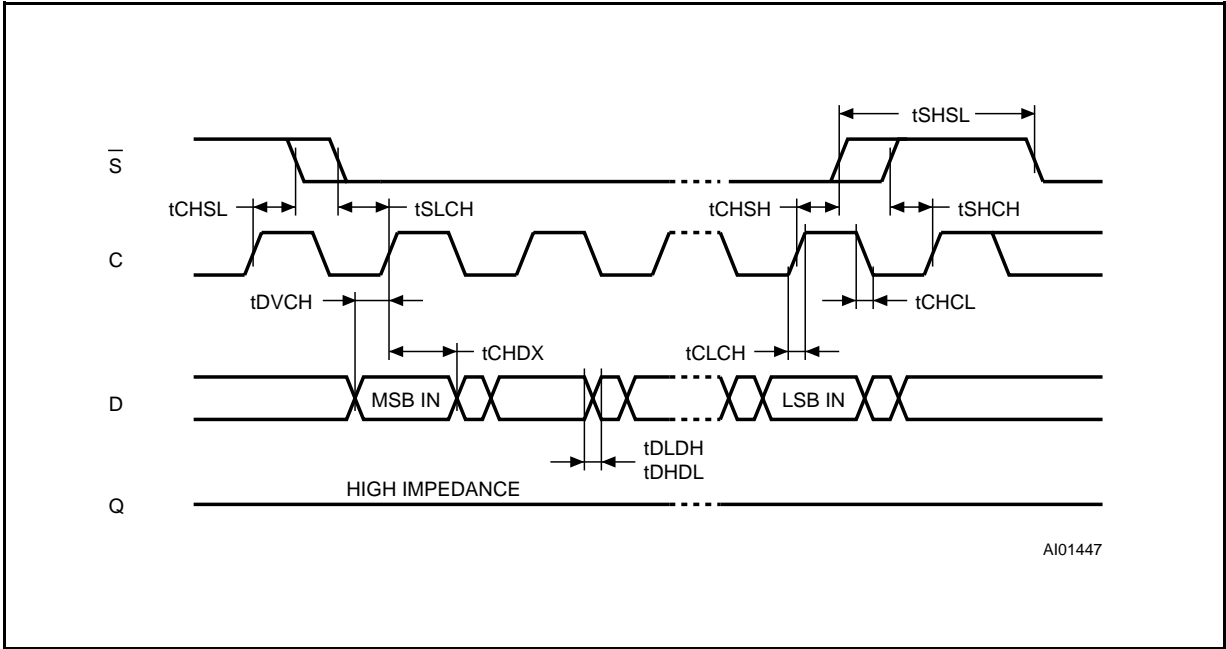 tSHSL
S̅
tCHSL
tSLCH
tCHSH
tSHCH
C
tDVCH
tCHCL
tCHDX
tCLCH
D
MSB IN
LSB IN
tDLDH
tDHDL
HIGH IMPEDANCE
Q
AI01447